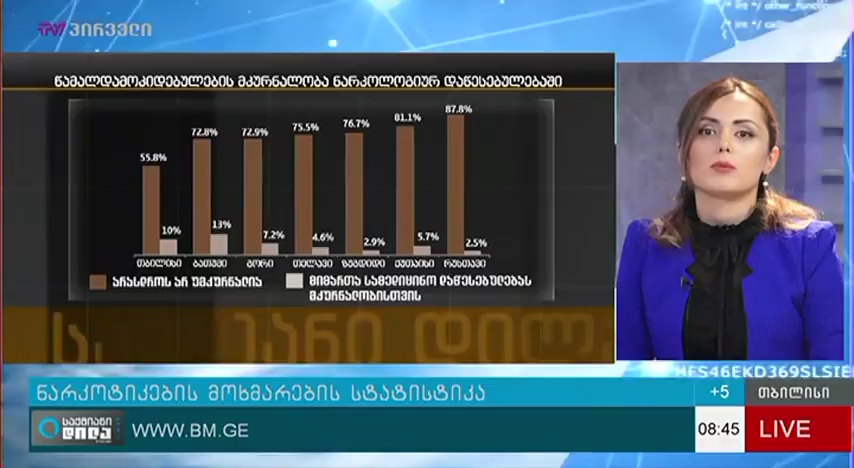 TV პირველი
/* int */ other_func
წამალდამოკიდებულების მკურნალობა ნარკოლოგიურ დაწესებულებაში
55.8% 72.8% 72.9% 75.5% 76.7% 81.1% 87.8%
10% 13% 7.2% 4.6% 2.9% 5.7% 2.5%
თბილისი ბათუმი გორი თელავი ზუგდიდი ქუთაისი რუსთავი
არასდროს არ უმკურნალია
მიმართა სამედიცინო დაწესებულებას
მკურნალობისთვის
HFS46EKD369SLSIE
ნარკოტიკების მოხმარების სტატისტიკა +5 თბილისი
საქმიანი
დილა
WWW.BM.GE 08:45 LIVE